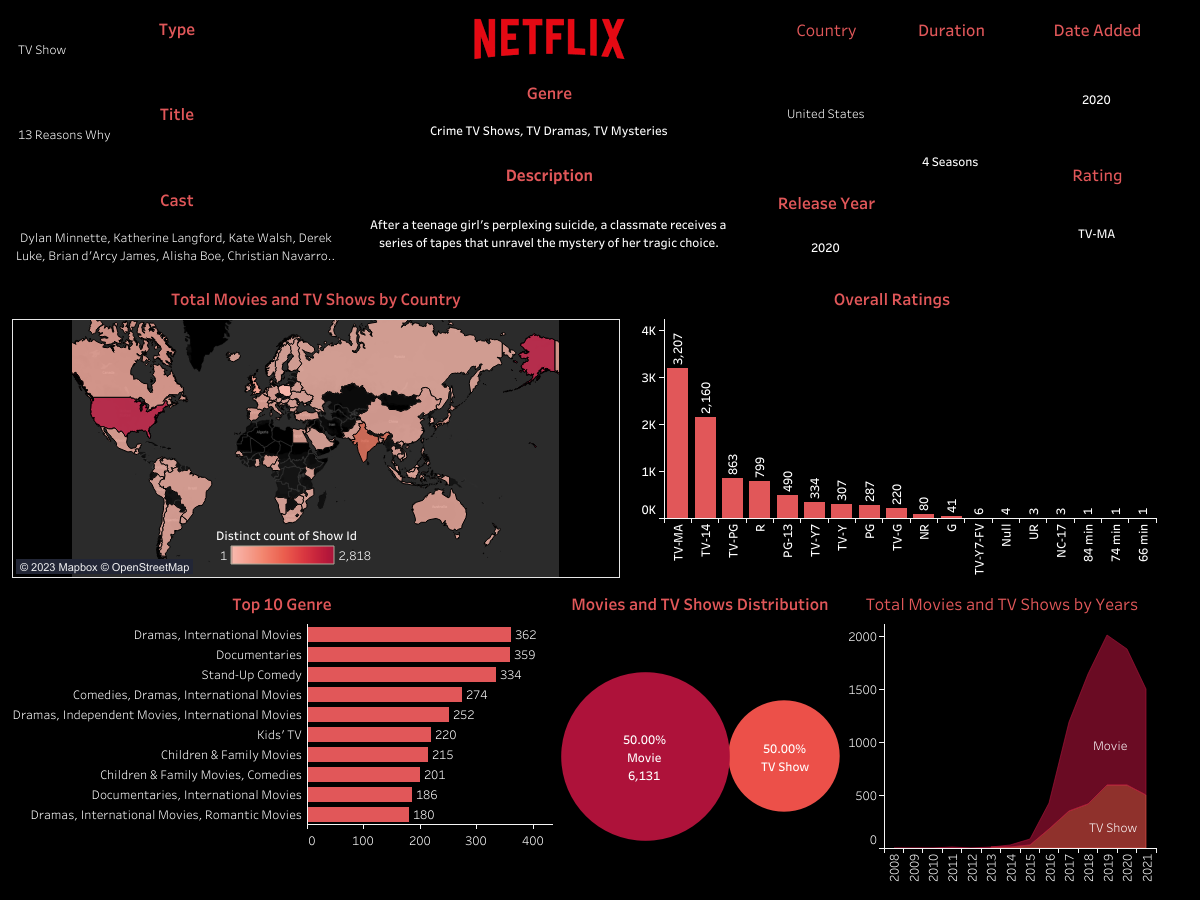 Type
TV Show
Title
13 Reasons Why
Cast
Dylan Minnette, Katherine Langford, Kate Walsh, Derek
Luke, Brian d’Arcy James, Alisha Boe, Christian Navarro..
NETFLIX
Genre
Crime TV Shows, TV Dramas, TV Mysteries
Description
After a teenage girl’s perplexing suicide, a classmate receives a
series of tapes that unravel the mystery of her tragic choice.
Country
United States
Release Year
2020
Duration
4 Seasons
Date Added
2020
Rating
TV-MA
Total Movies and TV Shows by Country
Distinct count of Show Id
1 2,818
© 2023 Mapbox © OpenStreetMap
Overall Ratings
4K
3K
2K
1K
0K
3,207
2,160
863
799
490
334
307
287
220
80
41
6
4
3
3
1
1
1
TV-MA
TV-14
TV-PG
R
PG-13
TV-Y7
TV-Y
PG
TV-G
NR
G
TV-Y7-FV
Null
UR
NC-17
84 min
74 min
66 min
Top 10 Genre
Dramas, International Movies 362
Documentaries 359
Stand-Up Comedy 334
Comedies, Dramas, International Movies 274
Dramas, Independent Movies, International Movies 252
Kids’ TV 220
Children & Family Movies 215
Children & Family Movies, Comedies 201
Documentaries, International Movies 186
Dramas, International Movies, Romantic Movies 180
0 100 200 300 400
Movies and TV Shows Distribution
50.00%
Movie
6,131
50.00%
TV Show
Total Movies and TV Shows by Years
2000
1500
1000
500
0
Movie
TV Show
2008
2009
2010
2011
2012
2013
2014
2015
2016
2017
2018
2019
2020
2021